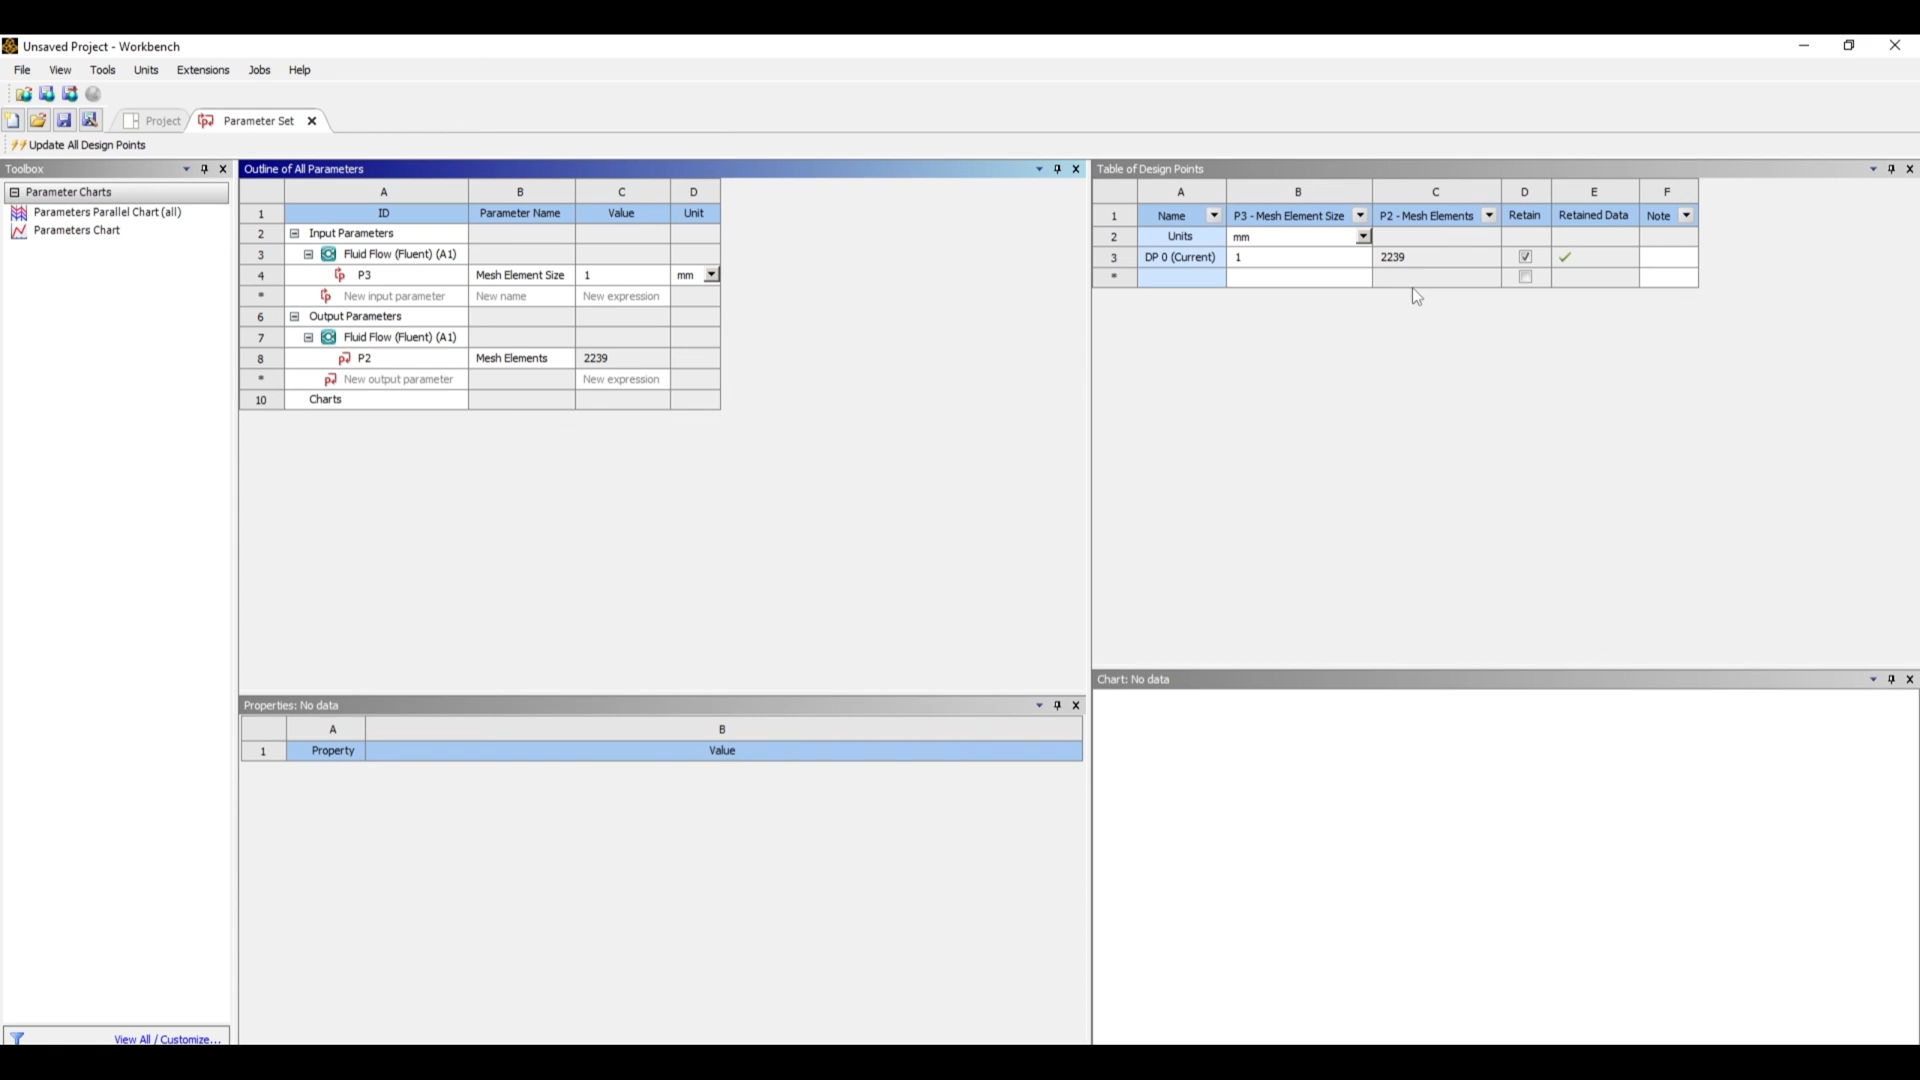 Unsaved Project - Workbench
File View Tools Units Extensions Jobs Help
Project Parameter Set
Update All Design Points
Toolbox
Parameter Charts
Parameters Parallel Chart (all)
Parameters Chart
View All / Customize...
Outline of All Parameters
A B C D
1 ID Parameter Name Value Unit
2 Input Parameters
3 Fluid Flow (Fluent) (A1)
4 P3 Mesh Element Size 1 mm
* New input parameter New name New expression
6 Output Parameters
7 Fluid Flow (Fluent) (A1)
8 P2 Mesh Elements 2239
* New output parameter New expression
10 Charts
Properties: No data
A B
1 Property Value
Table of Design Points
A B C D E F
1 Name P3 - Mesh Element Size P2 - Mesh Elements Retain Retained Data Note
2 Units mm
3 DP 0 (Current) 1 2239
*
Chart: No data